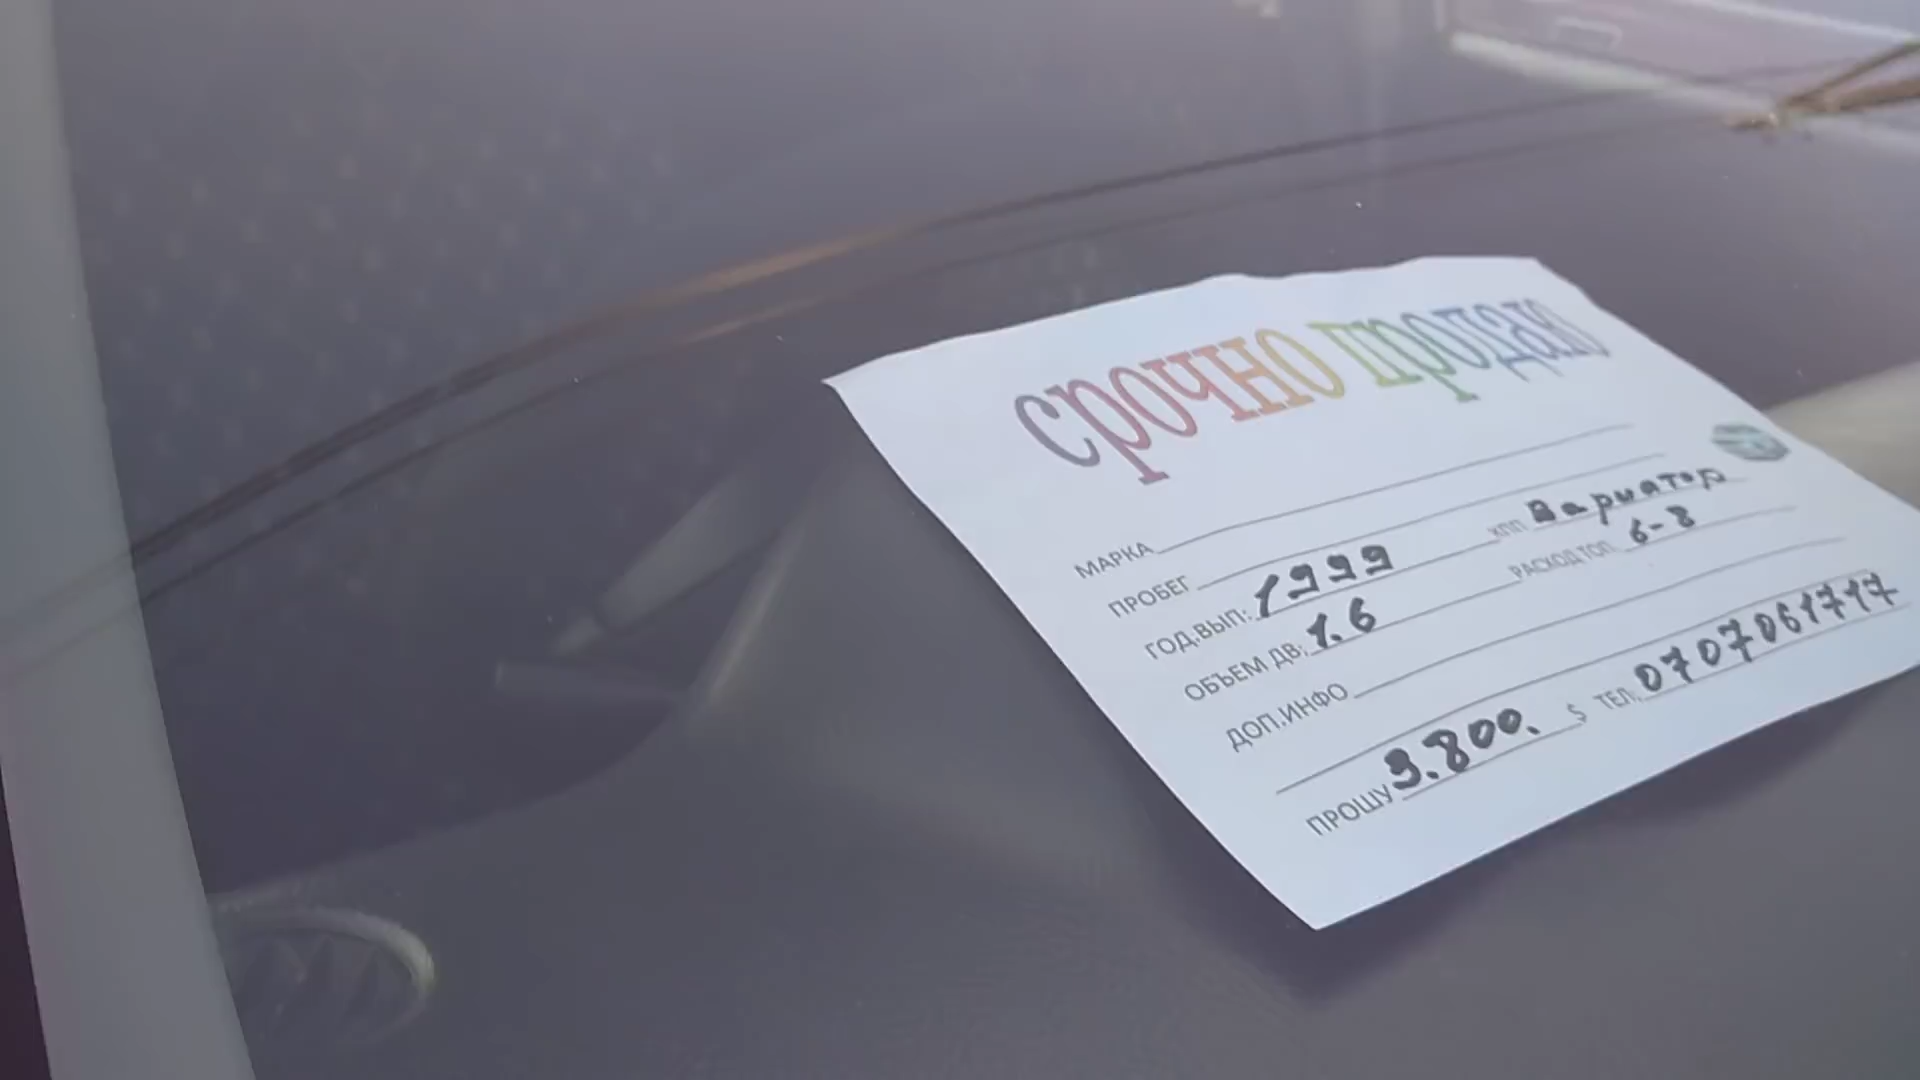 срочно продаю
МАРКА
ПРОБЕГ КПП Вариатор
ГОД.ВЫП: 1999 РАСХОД ТОП. 6-8
ОБЪЕМ ДВ: 1.6
ДОП.ИНФО
ПРОШУ 3.800. $ ТЕЛ: 0707061717